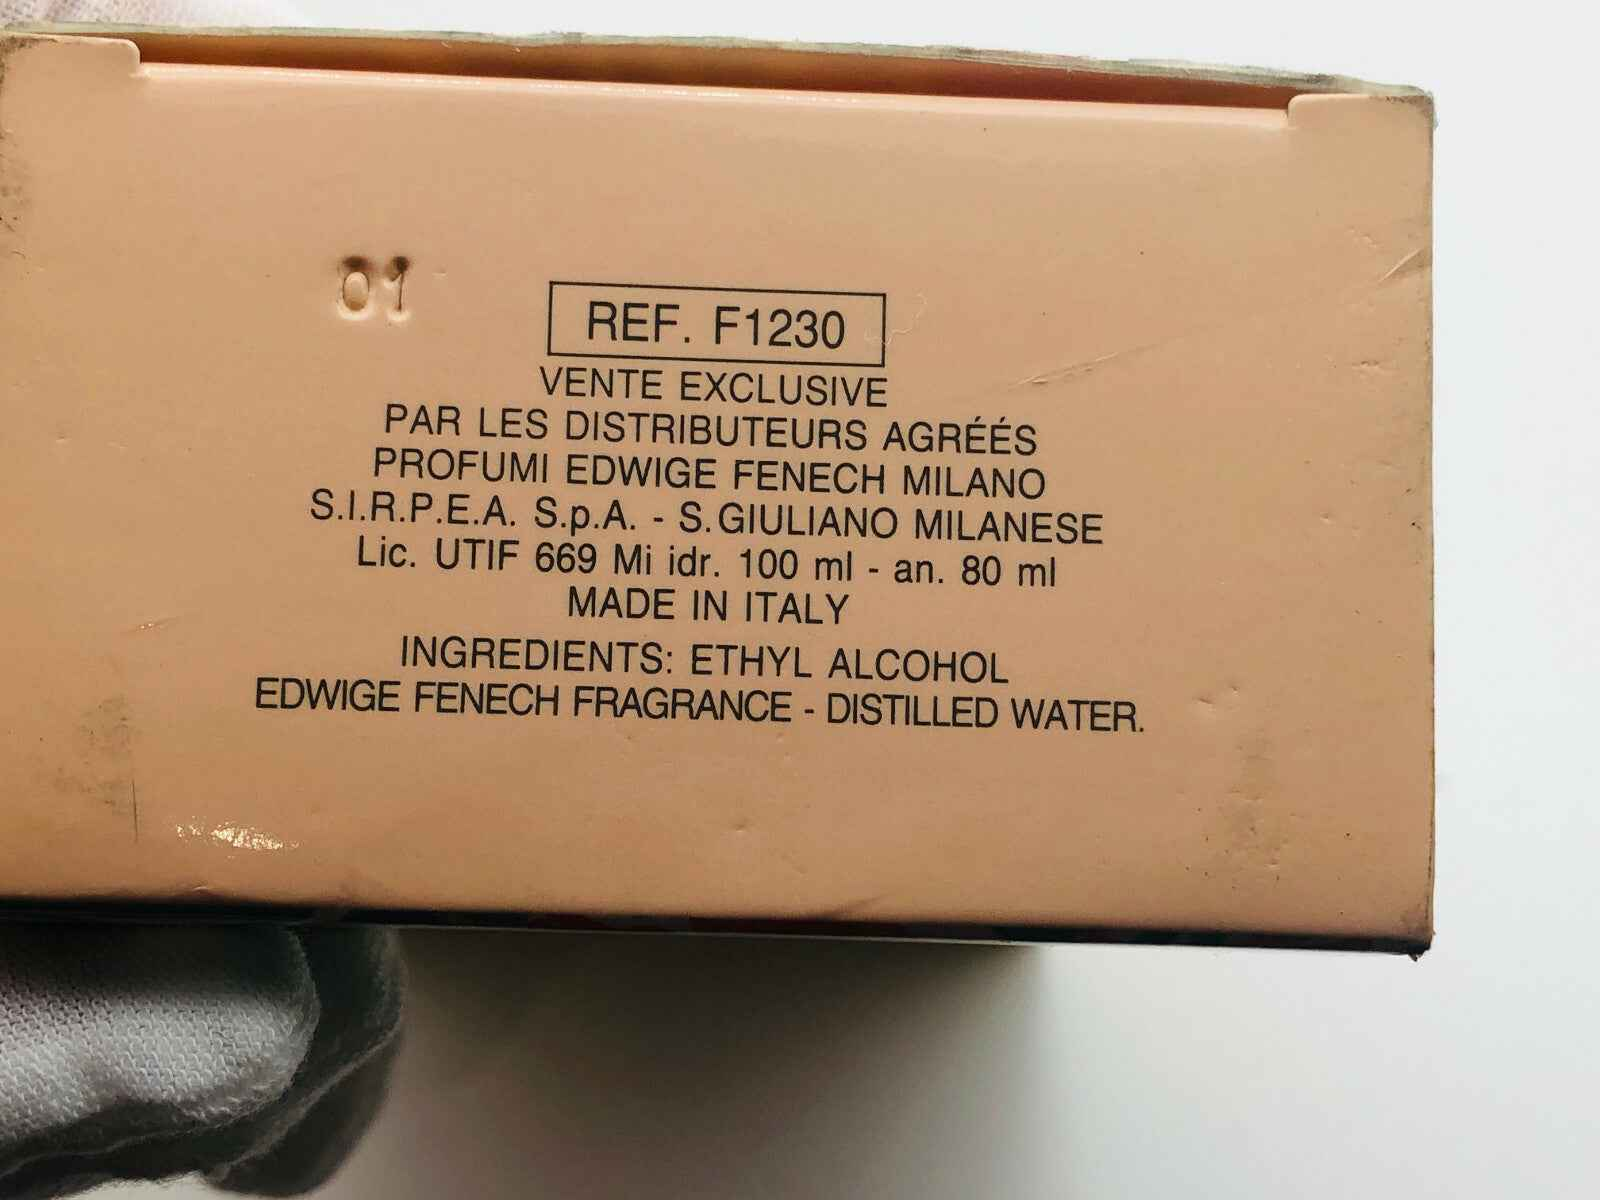 01
REF. F1230
VENTE EXCLUSIVE
PAR LES DISTRIBUTEURS AGRÉÉS
PROFUMI EDWIGE FENECH MILANO
S.I.R.P.E.A. S.p.A. - S.GIULIANO MILANESE
Lic. UTIF 669 Mi idr. 100 ml - an. 80 ml
MADE IN ITALY
INGREDIENTS: ETHYL ALCOHOL
EDWIGE FENECH FRAGRANCE - DISTILLED WATER.